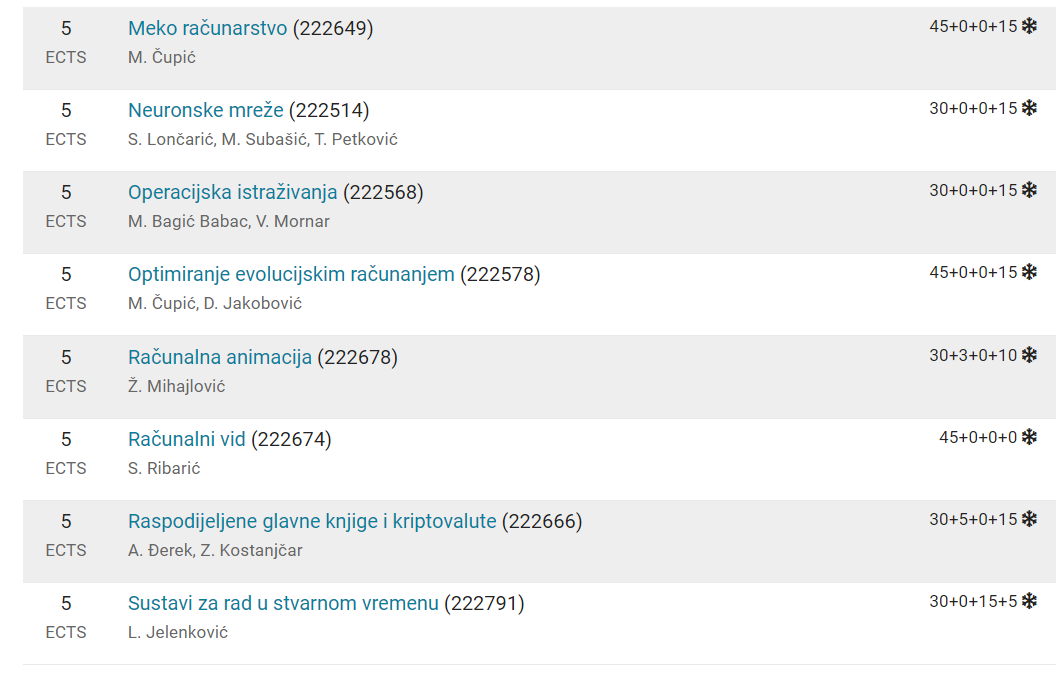 5 Meko računarstvo (222649) 45+0+0+15
ECTS M. Čupić
5 Neuronske mreže (222514) 30+0+0+15
ECTS S. Lončarić, M. Subašić, T. Petković
5 Operacijska istraživanja (222568) 30+0+0+15
ECTS M. Bagić Babac, V. Mornar
5 Optimiranje evolucijskim računanjem (222578) 45+0+0+15
ECTS M. Čupić, D. Jakobović
5 Računalna animacija (222678) 30+3+0+10
ECTS Ž. Mihajlović
5 Računalni vid (222674) 45+0+0+0
ECTS S. Ribarić
5 Raspodijeljene glavne knjige i kriptovalute (222666) 30+5+0+15
ECTS A. Đerek, Z. Kostanjčar
5 Sustavi za rad u stvarnom vremenu (222791) 30+0+15+5
ECTS L. Jelenković